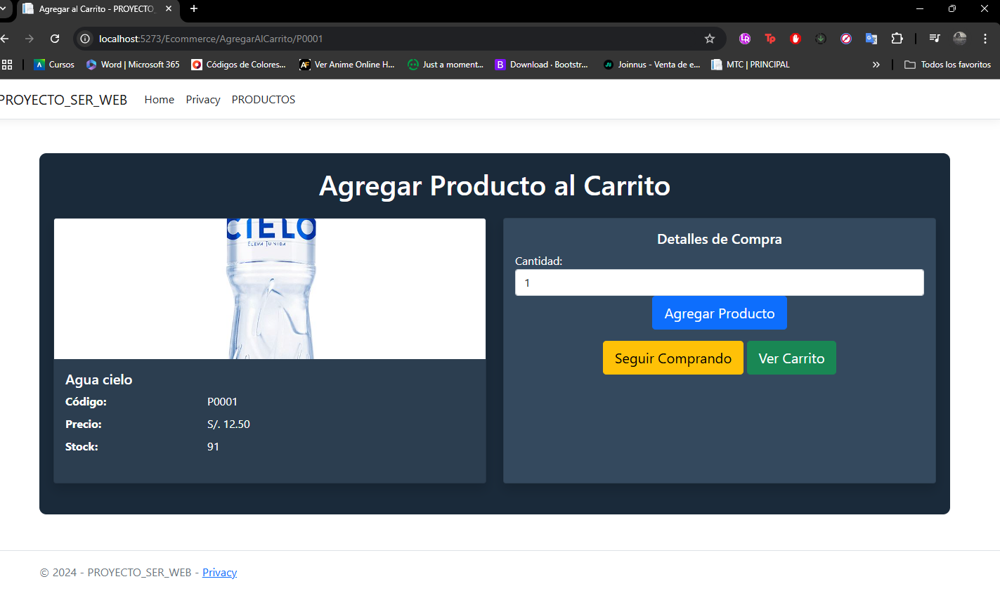 Agregar al Carrito - PROYECTO_
localhost:5273/Ecommerce/AgregarAlCarrito/P0001
Cursos
Word | Microsoft 365
Códigos de Colores...
AF
Ver Anime Online H...
Just a moment...
B
Download · Bootstr...
Joinnus - Venta de e...
MTC | PRINCIPAL
»
Todos los favoritos
PROYECTO_SER_WEB
Home
Privacy
PRODUCTOS
Agregar Producto al Carrito
CIELO
ELEVA TU VIDA
Agua cielo
Código: P0001
Precio: S/. 12.50
Stock: 91
Detalles de Compra
Cantidad:
1
Agregar Producto
Seguir Comprando
Ver Carrito
© 2024 - PROYECTO_SER_WEB - Privacy